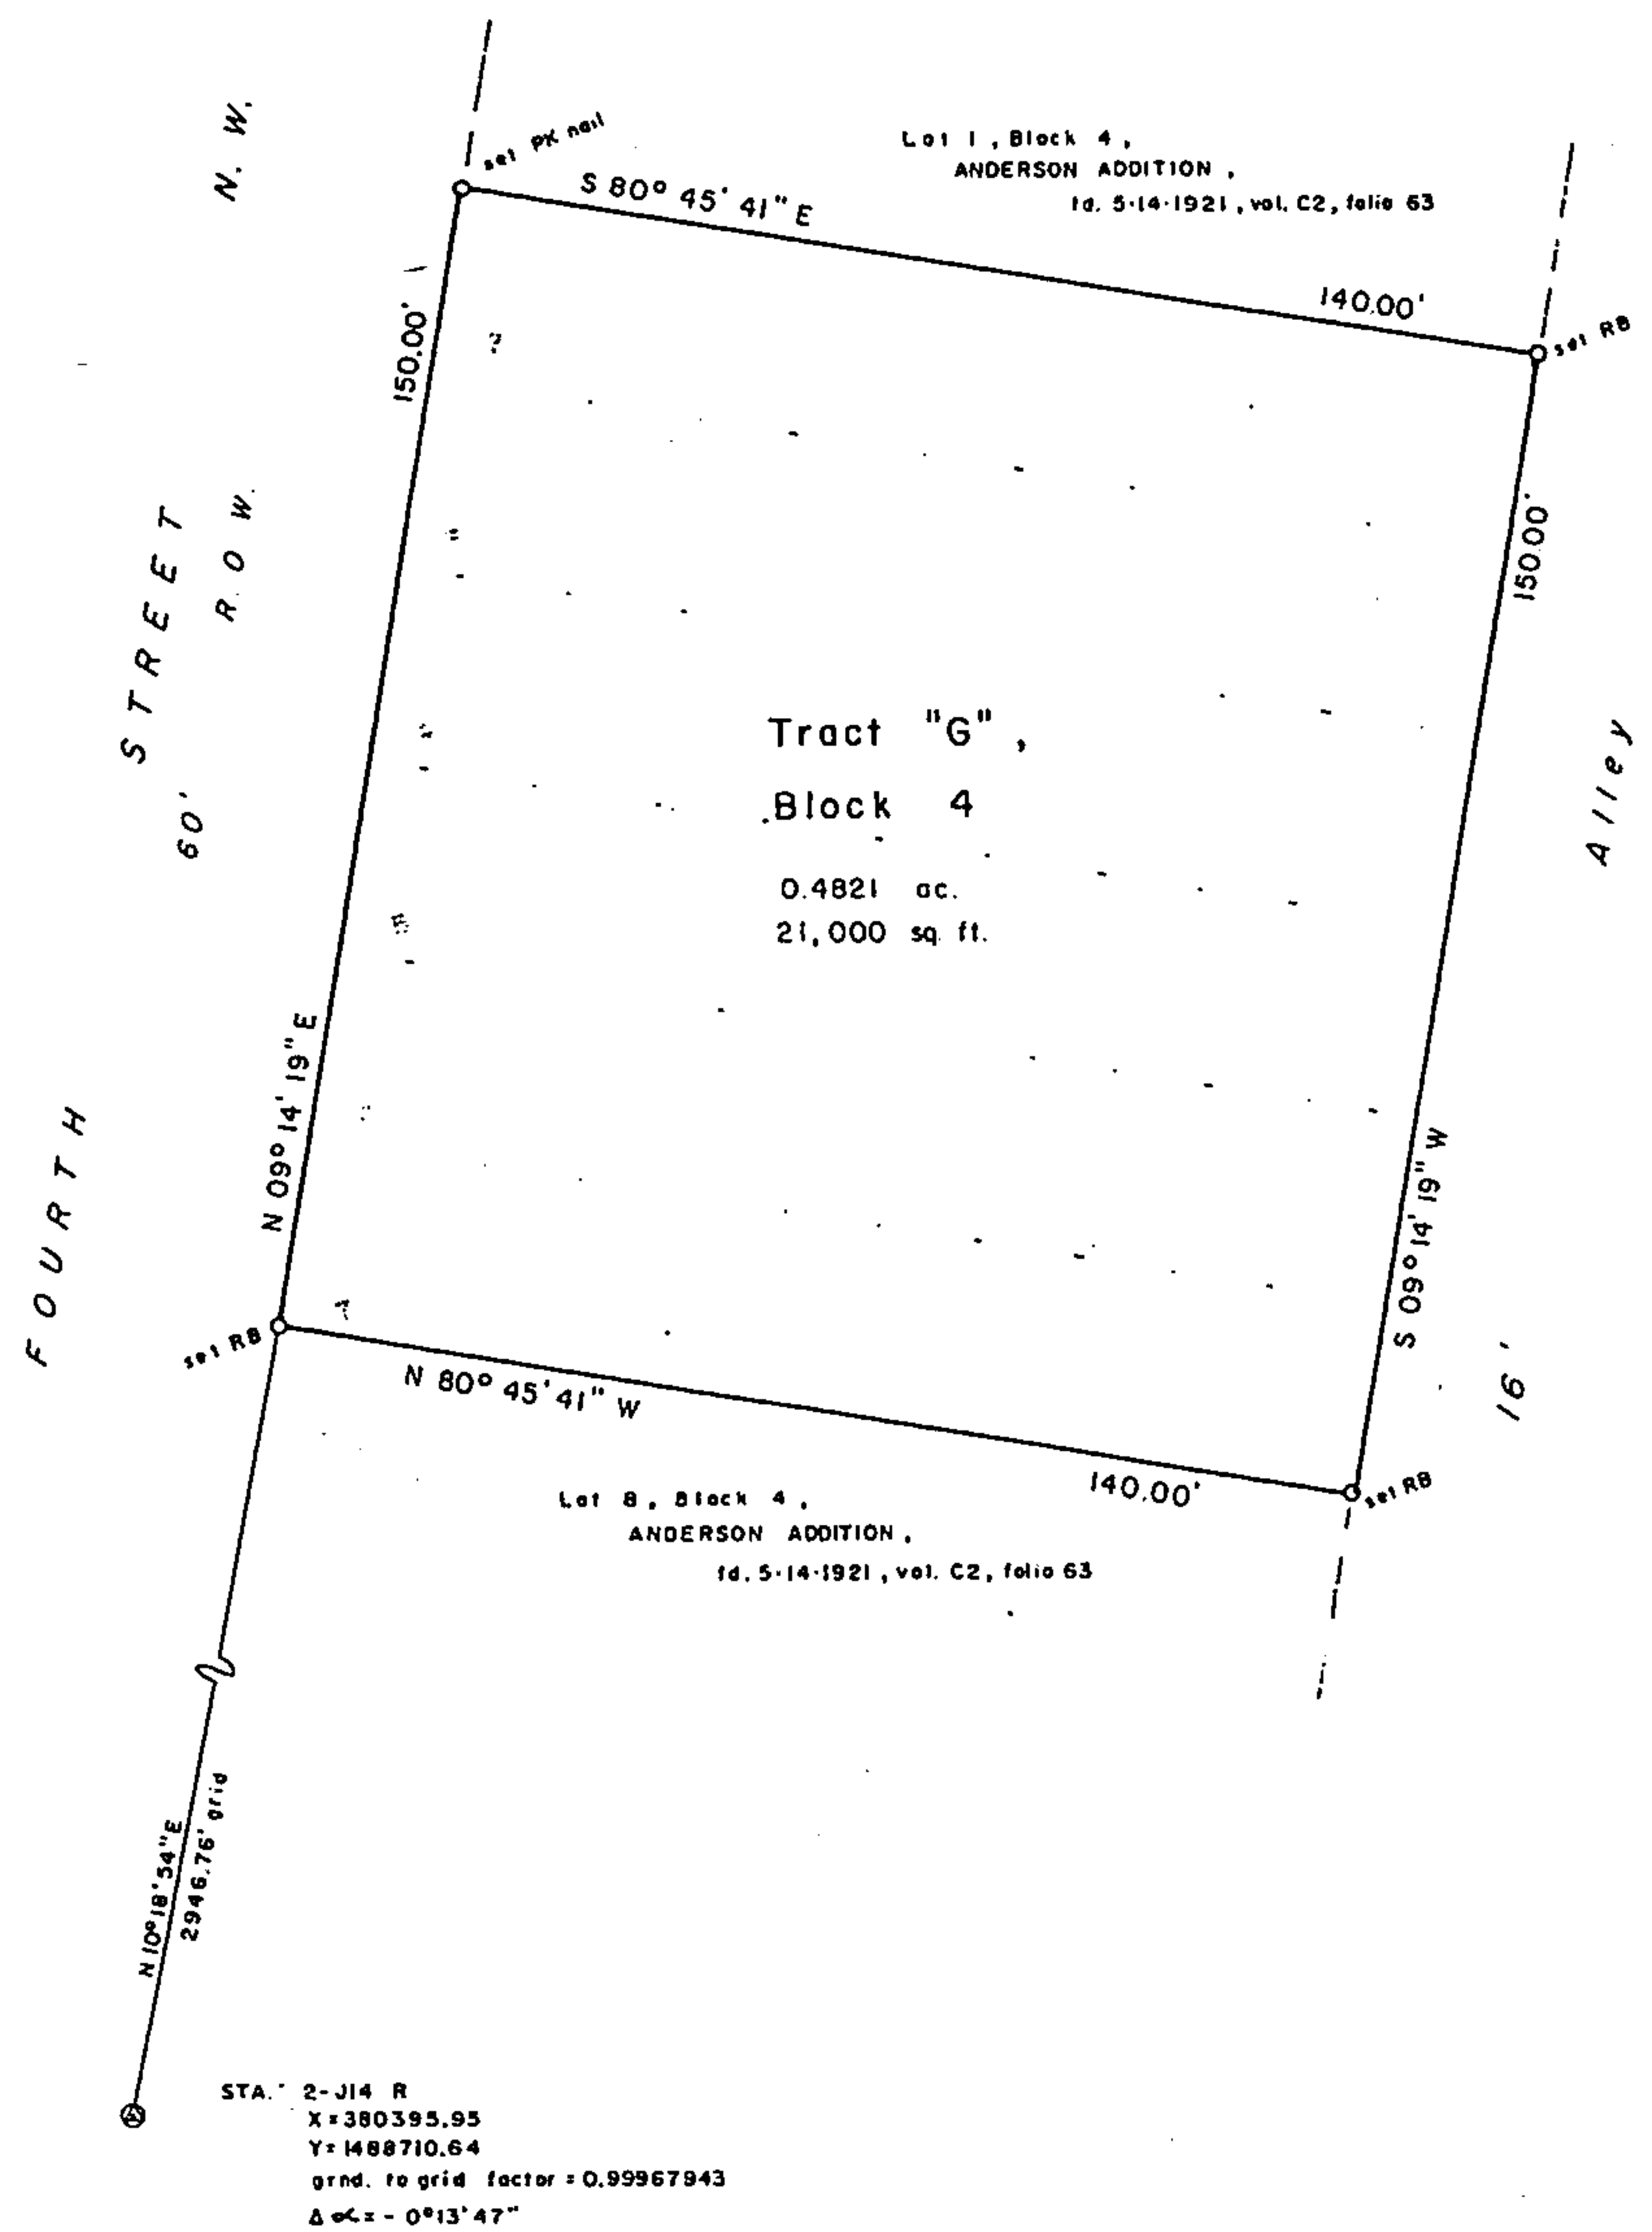 N. W.
set PK nail
S 80° 45' 41" E
140.00'
Lot 1, Block 4,
ANDERSON ADDITION,
fd. 5-14-1921, vol. C2, folio 63
set RB
150.00'
150.00'
STREET
R.O.W.
60'
FOURTH
N 09° 14' 19" E
Tract "G",
Block 4
0.4821 ac.
21,000 sq. ft.
Alley
16'
S 09° 14' 19" W
set RB
N 80° 45' 41" W
140.00'
set RB
Lot 8, Block 4,
ANDERSON ADDITION,
fd. 5-14-1921, vol. C2, folio 63
N 10° 18' 54" E
2946.76' grid
STA. 2-J14 R
X = 380395.95
Y = 1488710.64
grnd. to grid factor = 0.99967943
Δ α = - 0° 13' 47"